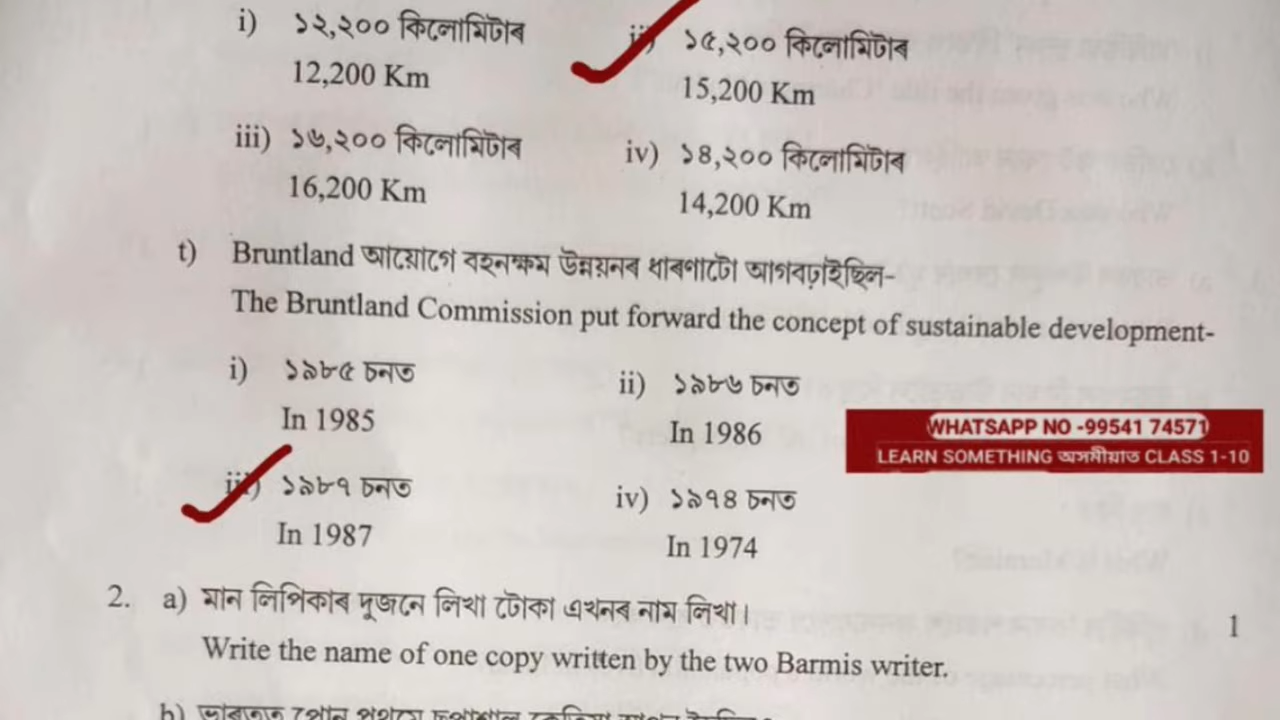 i) ১২,২০০ কিলোমিটাৰ ii) ১৫,২০০ কিলোমিটাৰ
12,200 Km 15,200 Km
iii) ১৬,২০০ কিলোমিটাৰ iv) ১৪,২০০ কিলোমিটাৰ
16,200 Km 14,200 Km
t) Bruntland আয়োগে বহনক্ষম উন্নয়নৰ ধাৰণাটো আগবঢ়াইছিল-
The Bruntland Commission put forward the concept of sustainable development-
i) ১৯৮৫ চনত ii) ১৯৮৬ চনত
In 1985 In 1986
WHATSAPP NO -99541 74571
LEARN SOMETHING অসমীয়াত CLASS 1-10
iii) ১৯৮৭ চনত iv) ১৯৭৪ চনত
In 1987 In 1974
2. a) মান লিপিকাৰ দুজনে লিখা টোকা এখনৰ নাম লিখা। 1
Write the name of one copy written by the two Barmis writer.
b)